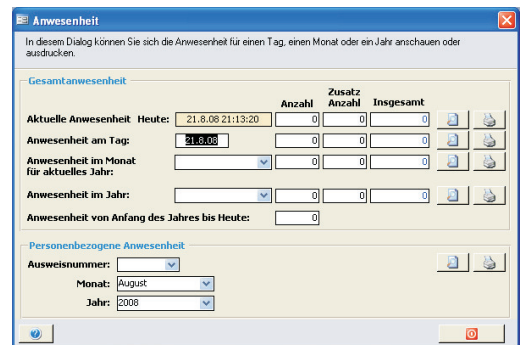 Anwesenheit
In diesem Dialog können Sie sich die Anwesenheit für einen Tag, einen Monat oder ein Jahr anschauen oder
ausdrucken.
Gesamtanwesenheit
Anzahl Zusatz Anzahl Insgesamt
Aktuelle Anwesenheit Heute: 21.8.08 21:13:20 0 0 0
Anwesenheit am Tag: 21.8.08 0 0 0
Anwesenheit im Monat
für aktuelles Jahr: 0 0 0
Anwesenheit im Jahr: 0 0 0
Anwesenheit von Anfang des Jahres bis Heute: 0
Personenbezogene Anwesenheit
Ausweisnummer:
Monat: August
Jahr: 2008